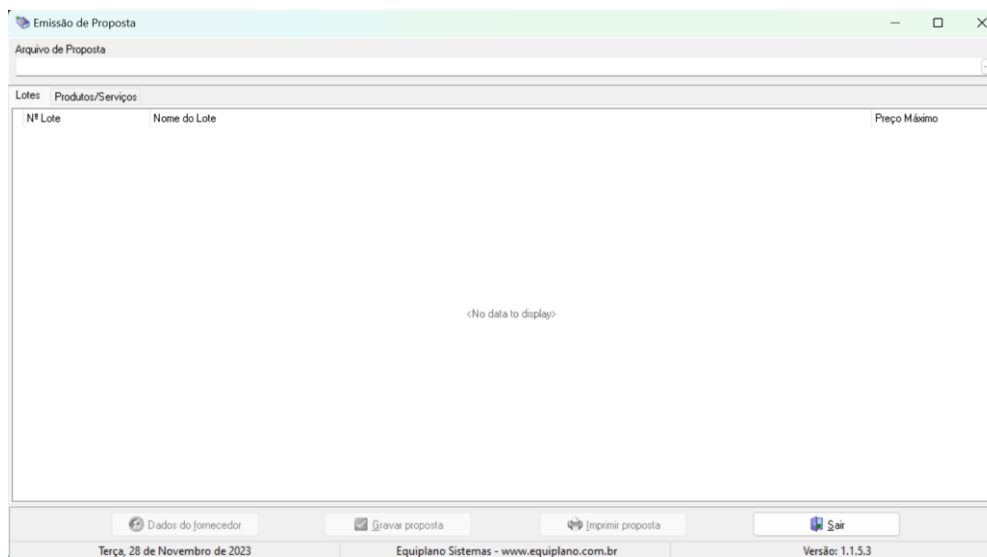 Emissão de Proposta
Arquivo de Proposta
Lotes Produtos/Serviços
Nº Lote Nome do Lote Preço Máximo
<No data to display>
Dados do fornecedor Gravar proposta Imprimir proposta Sair
Terça, 28 de Novembro de 2023 Equiplano Sistemas - www.equiplano.com.br Versão: 1.1.5.3